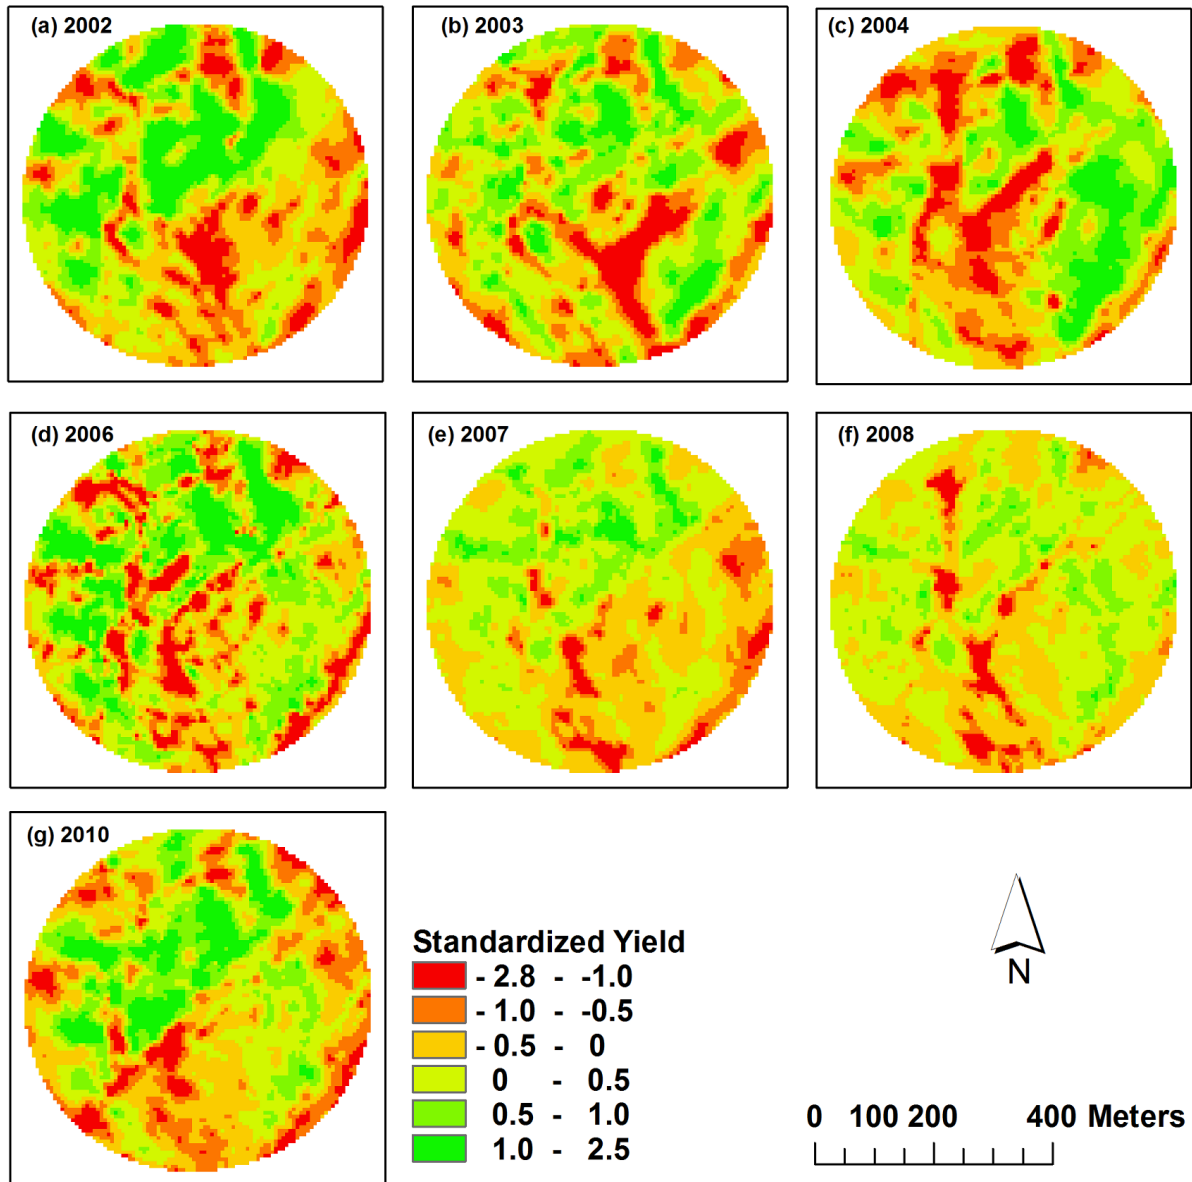 (a) 2002
(b) 2003
(c) 2004
(d) 2006
(e) 2007
(f) 2008
(g) 2010
Standardized Yield
- 2.8 - -1.0
- 1.0 - -0.5
- 0.5 - 0
0 - 0.5
0.5 - 1.0
1.0 - 2.5
N
0 100 200 400 Meters